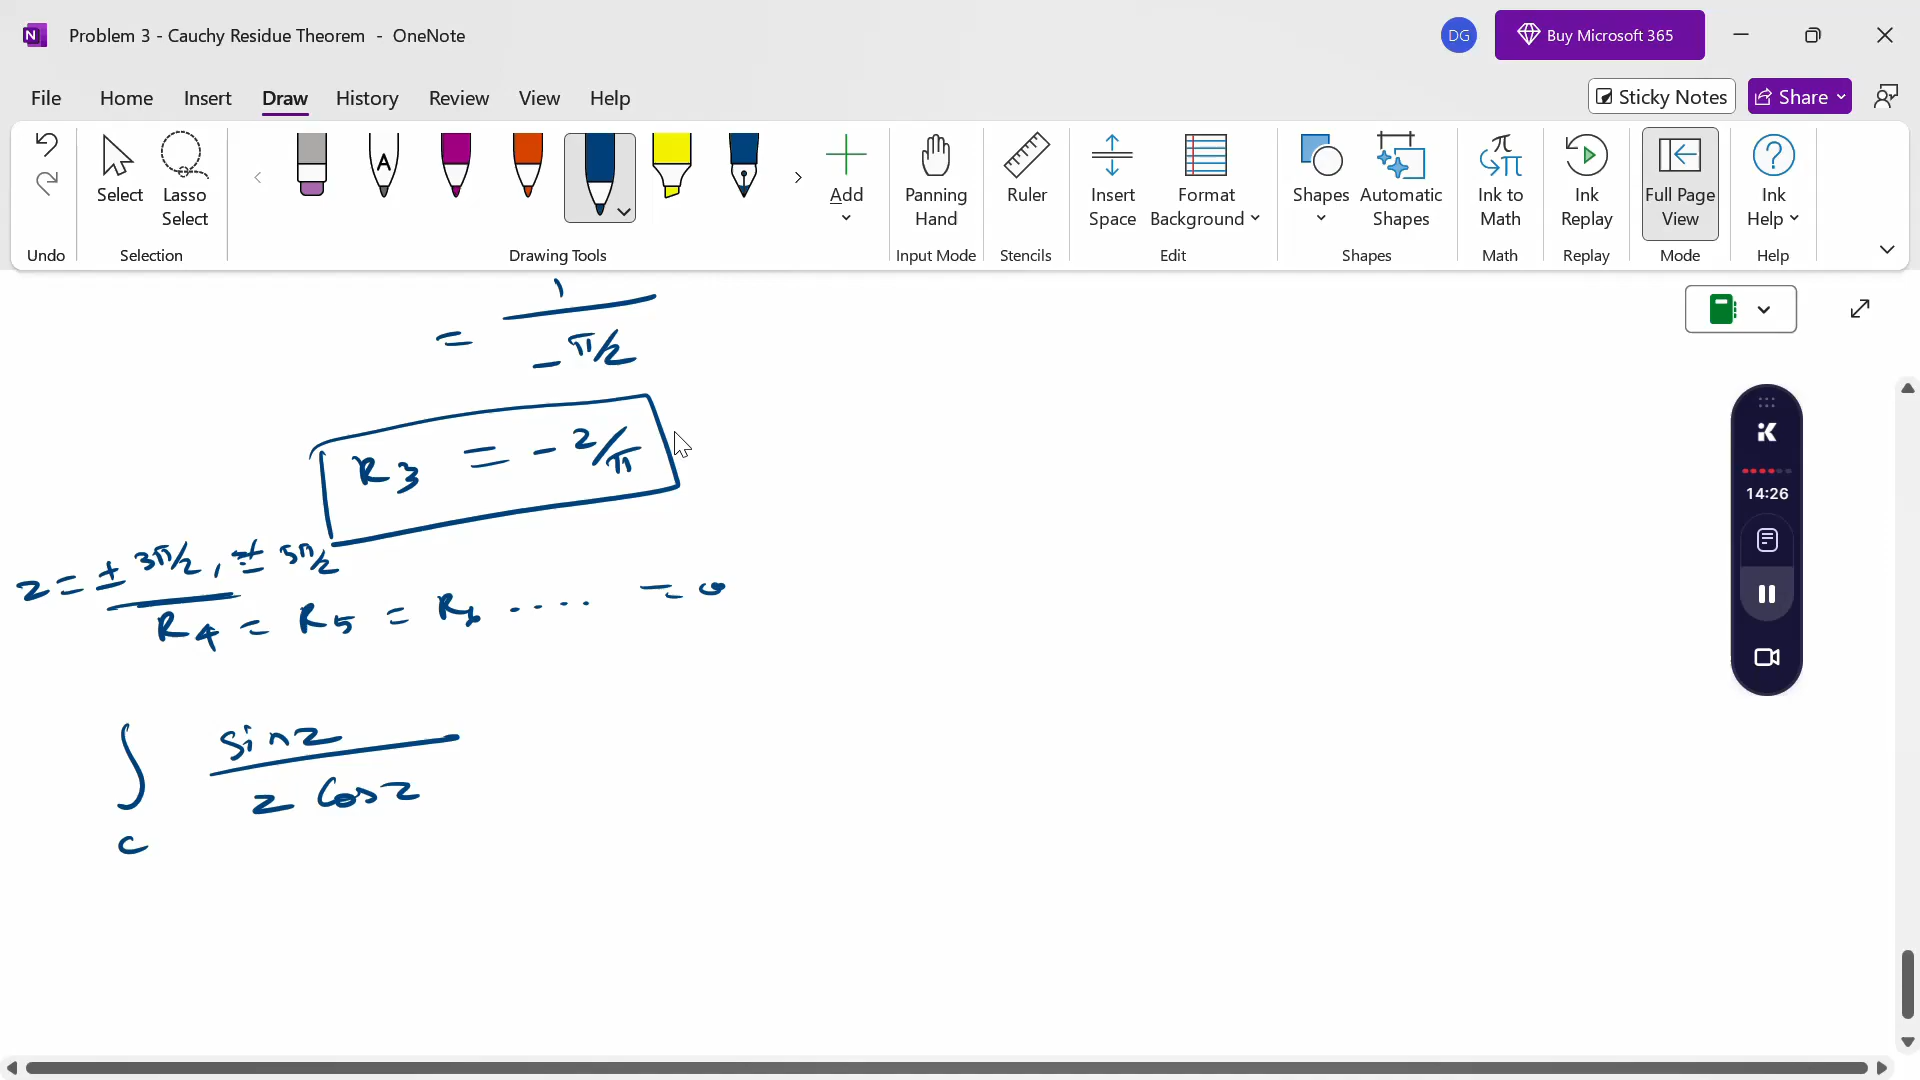 Problem 3 - Cauchy Residue Theorem - OneNote
DG
Buy Microsoft 365
File Home Insert Draw History Review View Help
Sticky Notes
Share
A
Select
Lasso Select
Add
Panning Hand
Ruler
Insert Space
Format Background
Shapes
Automatic Shapes
Ink to Math
Ink Replay
Full Page View
Ink Help
Undo
Selection
Drawing Tools
Input Mode
Stencils
Edit
Shapes
Math
Replay
Mode
Help
= 1 / -π/2
R3 = - 2/π
z = ± 3π/2, ± 5π/2
R4 = R5 = R6 ..... = 0
∫C sin z / z cos z
14:26